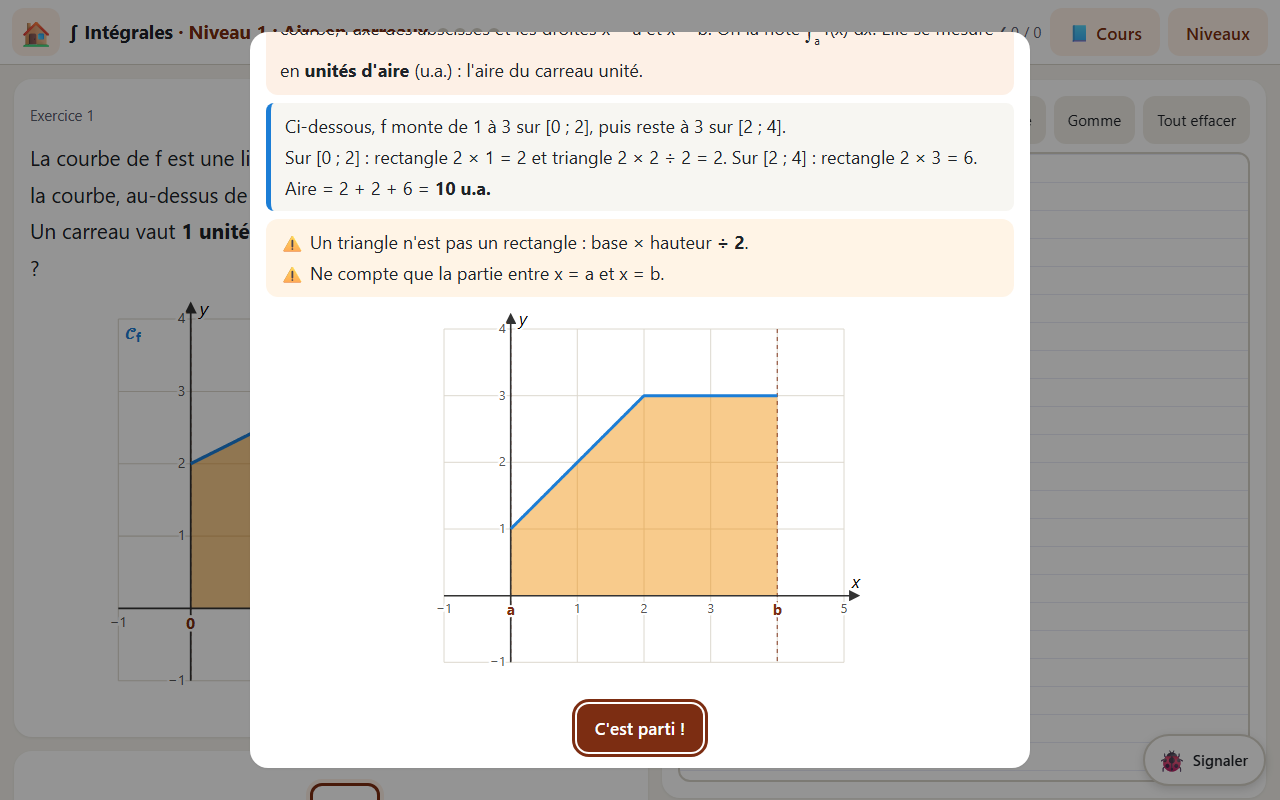 ∫ Intégrales · Niveau 1 ·
0 / 0
Cours
Niveaux
en unités d'aire (u.a.) : l'aire du carreau unité.
Ci-dessous, f monte de 1 à 3 sur [0 ; 2], puis reste à 3 sur [2 ; 4].
Sur [0 ; 2] : rectangle 2 × 1 = 2 et triangle 2 × 2 ÷ 2 = 2. Sur [2 ; 4] : rectangle 2 × 3 = 6.
Aire = 2 + 2 + 6 = 10 u.a.
⚠️ Un triangle n'est pas un rectangle : base × hauteur ÷ 2.
⚠️ Ne compte que la partie entre x = a et x = b.
y
4
3
2
1
−1
−1
a
1
2
3
b
5
x
C'est parti !
Exercice 1
La courbe de f est une
la courbe, au-dessus de
Un carreau vaut 1 unité
?
y
4
3
2
1
−1
−1
0
𝒞f
Gomme
Tout effacer
Signaler